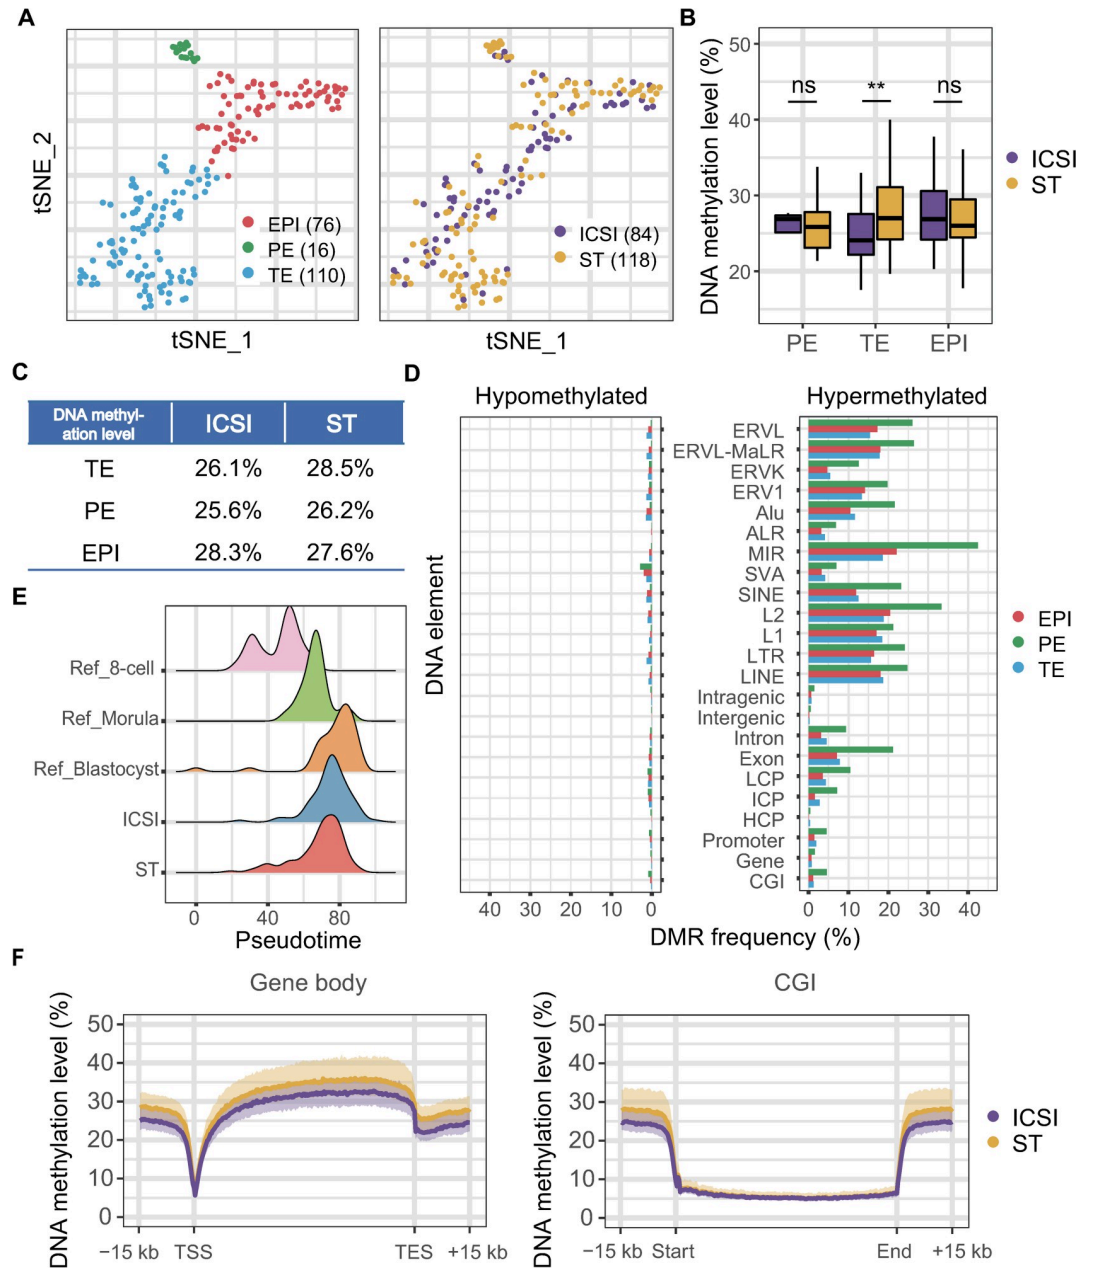 A
tSNE_2
EPI (76)
PE (16)
TE (110)
tSNE_1
ICSI (84)
ST (118)
tSNE_1
B
DNA methylation level (%)
50
40
30
20
ns
**
ns
PE TE EPI
ICSI
ST
C
DNA methyl-
ation level
ICSI ST
TE 26.1% 28.5%
PE 25.6% 26.2%
EPI 28.3% 27.6%
D
Hypomethylated Hypermethylated
DNA element
ERVL
ERVL-MaLR
ERVK
ERV1
Alu
ALR
MIR
SVA
SINE
L2
L1
LTR
LINE
Intragenic
Intergenic
Intron
Exon
LCP
ICP
HCP
Promoter
Gene
CGI
40 30 20 10 0
0 10 20 30 40
DMR frequency (%)
EPI
PE
TE
E
Ref_8-cell
Ref_Morula
Ref_Blastocyst
ICSI
ST
0 40 80
Pseudotime
F
Gene body
DNA methylation level (%)
50
40
30
20
10
0
−15 kb TSS TES +15 kb
CGI
DNA methylation level (%)
50
40
30
20
10
0
−15 kb Start End +15 kb
ICSI
ST